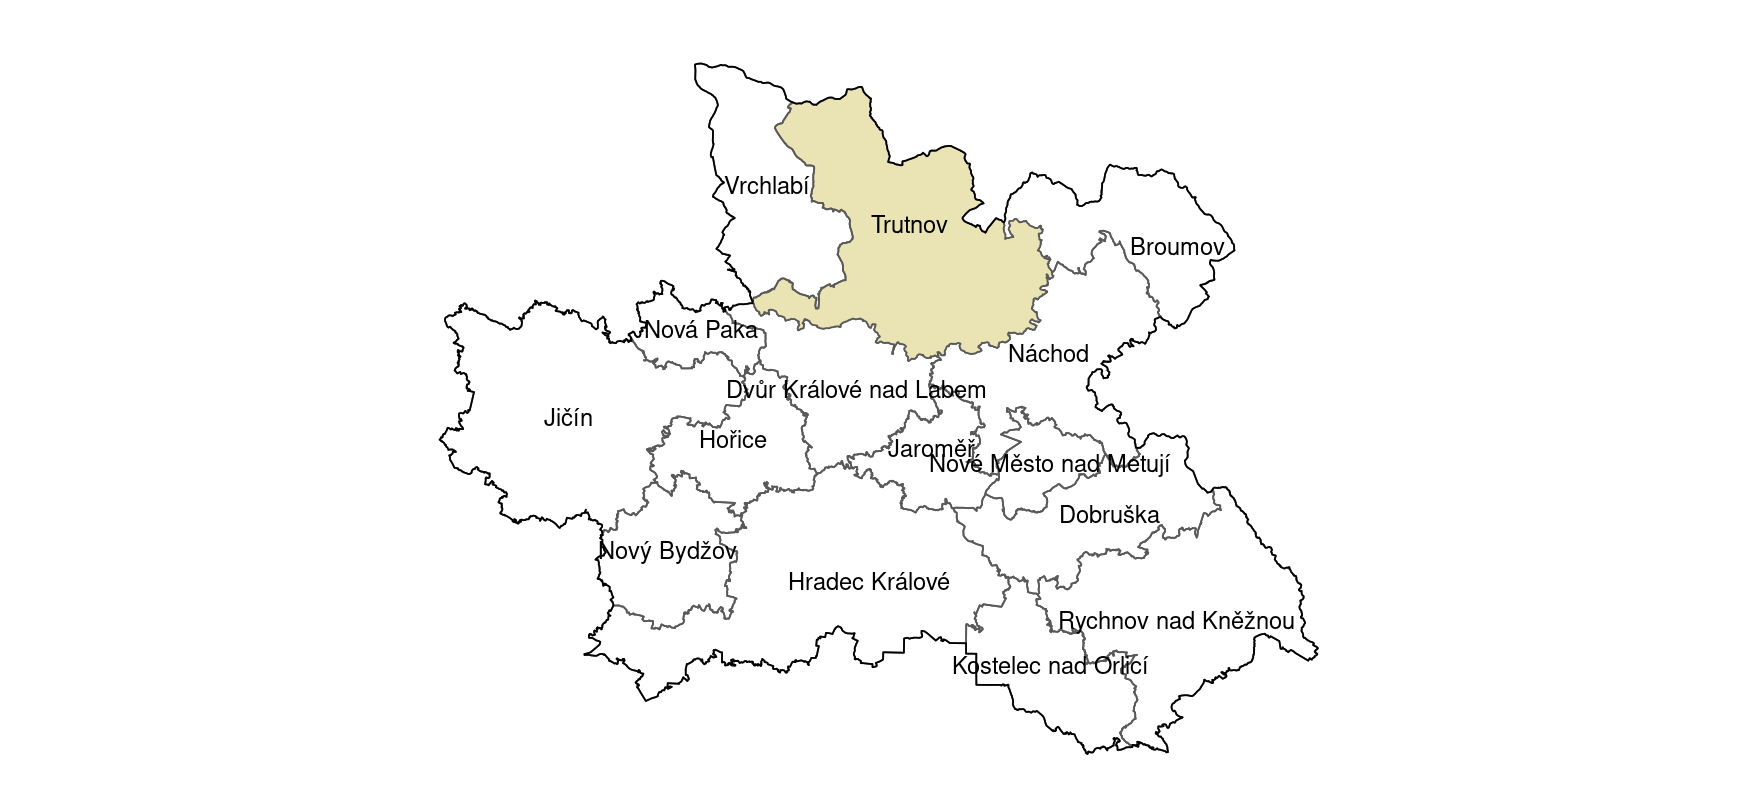 Vrchlabí
Trutnov
Broumov
Nová Paka
Náchod
Dvůr Králové nad Labem
Jičín
Hořice
Jaroměř
Nové Město nad Metují
Dobruška
Nový Bydžov
Hradec Králové
Rychnov nad Kněžnou
Kostelec nad Orlicí